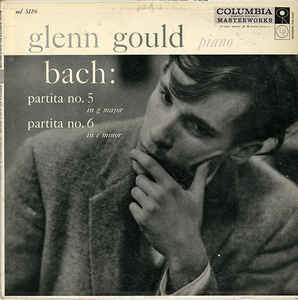 ml 5186
COLUMBIA
MASTERWORKS
glenn gould piano
bach:
partita no. 5
in g major
partita no. 6
in e minor